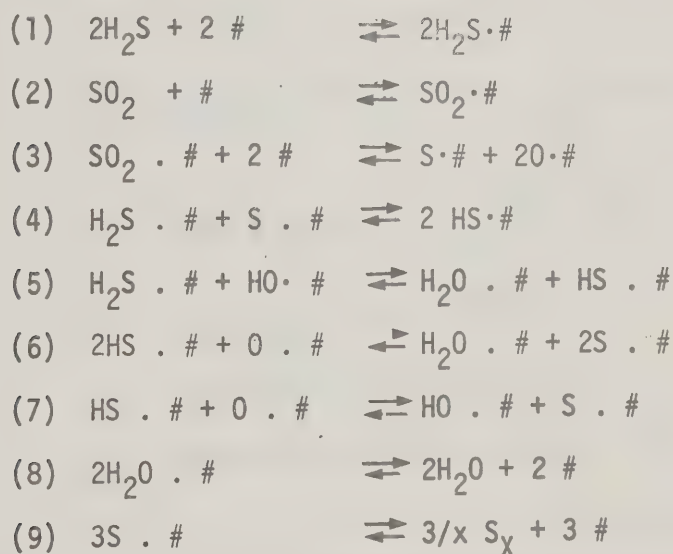 (1) 2H₂S + 2 # ⇄ 2H₂S·#
(2) SO₂ + # ⇄ SO₂·#
(3) SO₂ . # + 2 # ⇄ S·# + 2O·#
(4) H₂S . # + S . # ⇄ 2 HS·#
(5) H₂S . # + HO· # ⇄ H₂O . # + HS . #
(6) 2HS . # + O . # ⇄ H₂O . # + 2S . #
(7) HS . # + O . # ⇄ HO . # + S . #
(8) 2H₂O . # ⇄ 2H₂O + 2 #
(9) 3S . # ⇄ 3/x Sₓ + 3 #